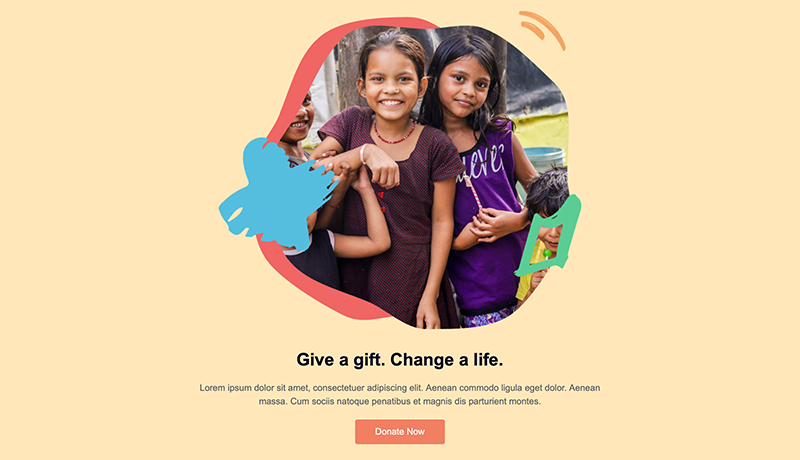 Give a gift. Change a life.
Lorem ipsum dolor sit amet, consectetuer adipiscing elit. Aenean commodo ligula eget dolor. Aenean
massa. Cum sociis natoque penatibus et magnis dis parturient montes.
Donate Now